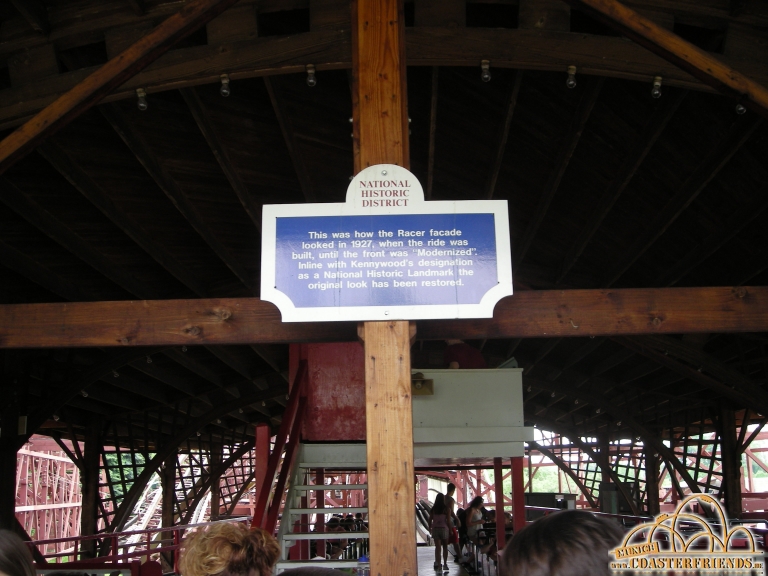 NATIONAL
HISTORIC
DISTRICT
This was how the Racer facade
looked in 1927, when the ride was
built, until the front was "Modernized".
Inline with Kennywood's designation
as a National Historic Landmark the
original look has been restored.
MUNICH
www.COASTERFRIENDS.DE